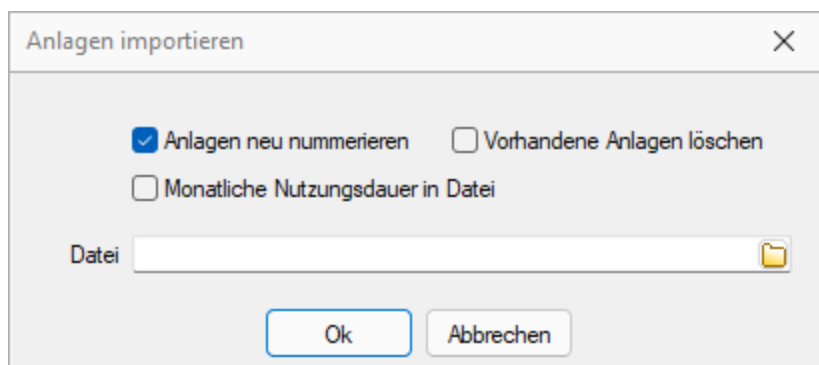 Anlagen importieren
Anlagen neu nummerieren Vorhandene Anlagen löschen
Monatliche Nutzungsdauer in Datei
Datei
Ok Abbrechen